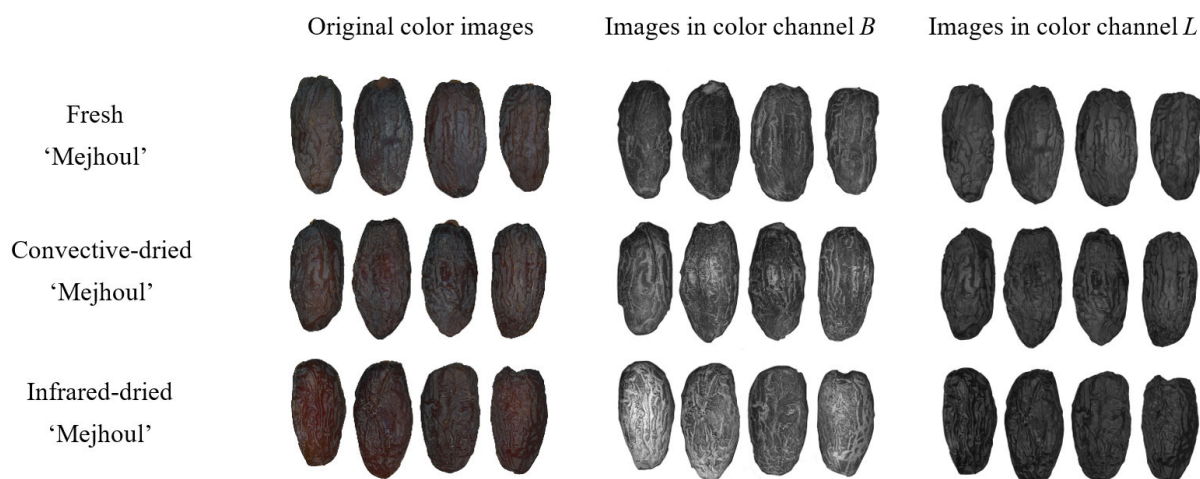 Original color images
Images in color channel B
Images in color channel L
Fresh
‘Mejhoul’
Convective-dried
‘Mejhoul’
Infrared-dried
‘Mejhoul’